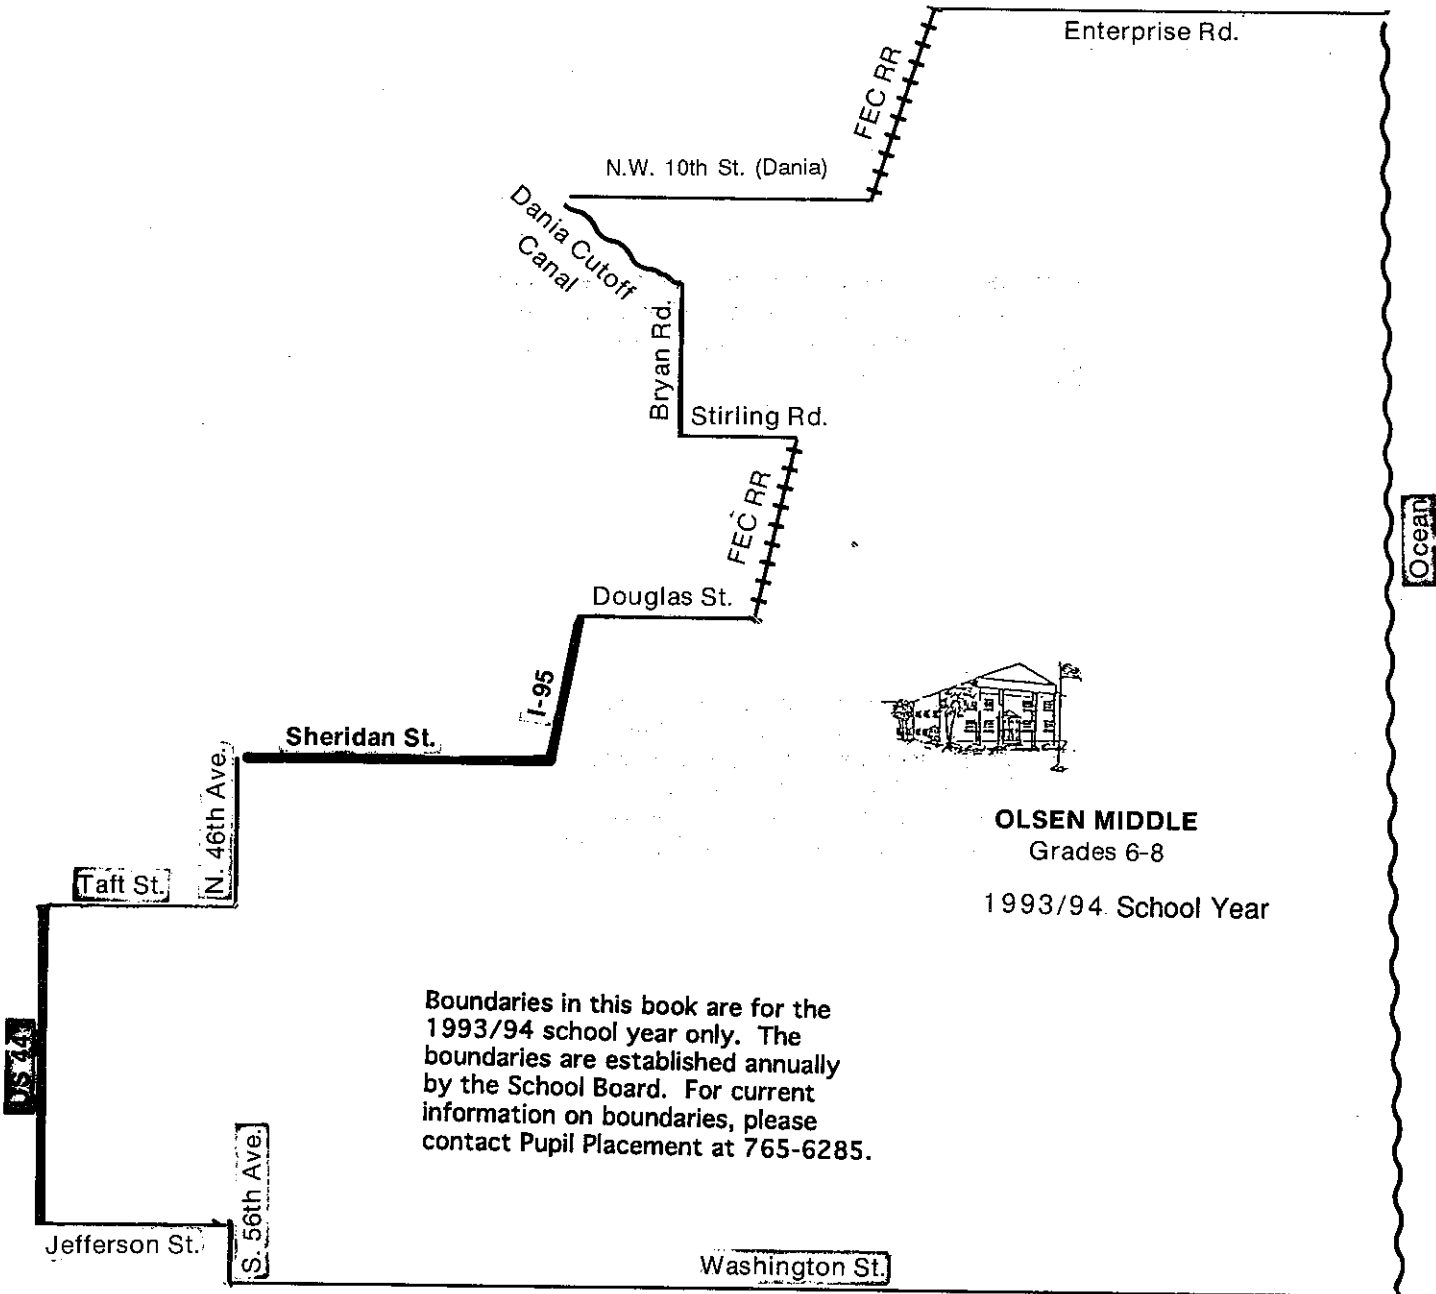 Enterprise Rd.
FEC RR
N.W. 10th St. (Dania)
Dania Cutoff
Canal
Bryan Rd.
Stirling Rd.
FEC RR
Ocean
Douglas St.
I-95
Sheridan St.
N. 46th Ave.
Taft St.
OLSEN MIDDLE
Grades 6-8
1993/94 School Year
US 441
Boundaries in this book are for the
1993/94 school year only. The
boundaries are established annually
by the School Board. For current
information on boundaries, please
contact Pupil Placement at 765-6285.
S. 56th Ave.
Jefferson St.
Washington St.